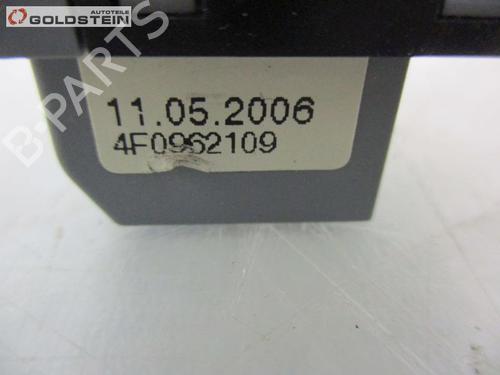 Autoteile
GOLDSTEIN
B-PARTS
11.05.2006
4F0962109